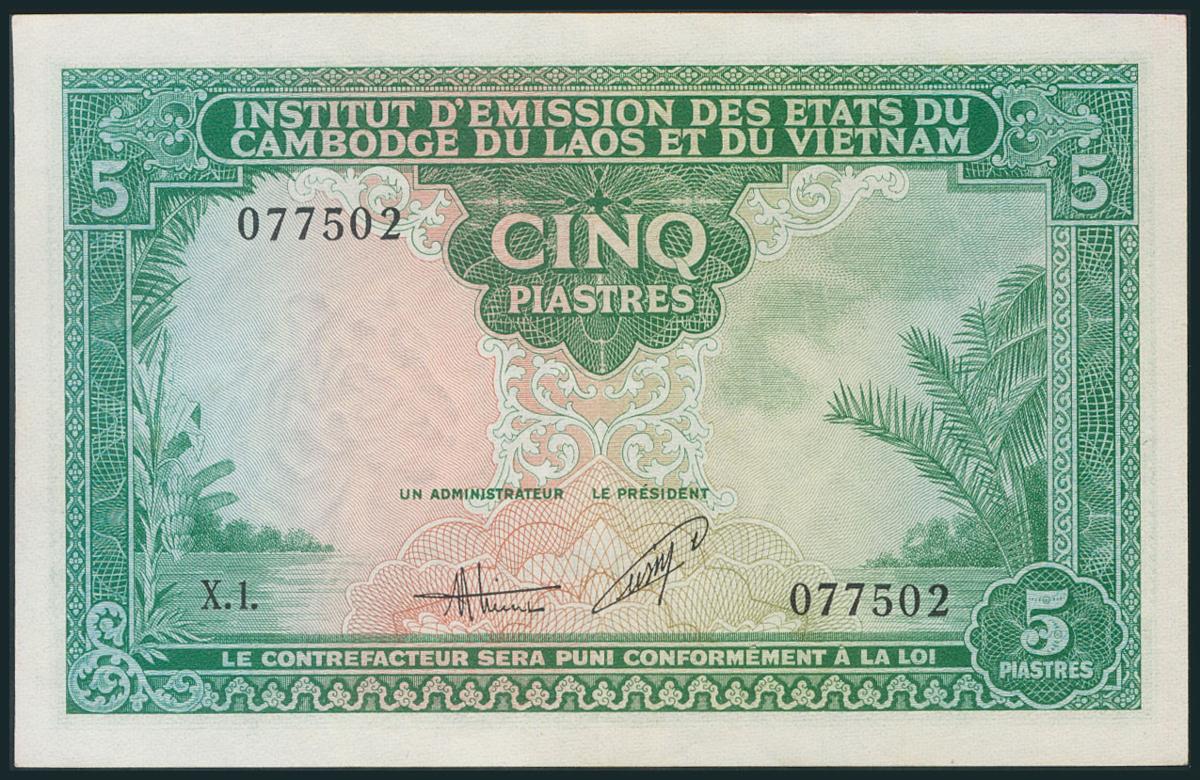 INSTITUT D'EMISSION DES ETATS DU
CAMBODGE DU LAOS ET DU VIETNAM
5
5
077502
CINQ
PIASTRES
UN ADMINISTRATEUR LE PRÉSIDENT
X.1.
077502
5
PIASTRES
LE CONTREFACTEUR SERA PUNI CONFORMÉMENT À LA LOI